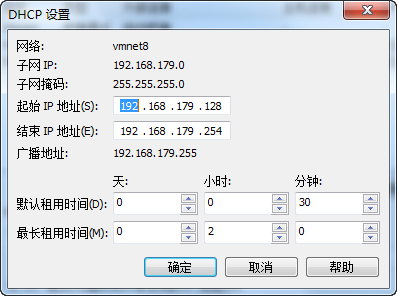 DHCP 设置
网络: vmnet8
子网 IP: 192.168.179.0
子网掩码: 255.255.255.0
起始 IP 地址(S): 192 . 168 . 179 . 128
结束 IP 地址(E): 192 . 168 . 179 . 254
广播地址: 192.168.179.255
天: 小时: 分钟:
默认租用时间(D): 0 0 30
最长租用时间(M): 0 2 0
确定 取消 帮助